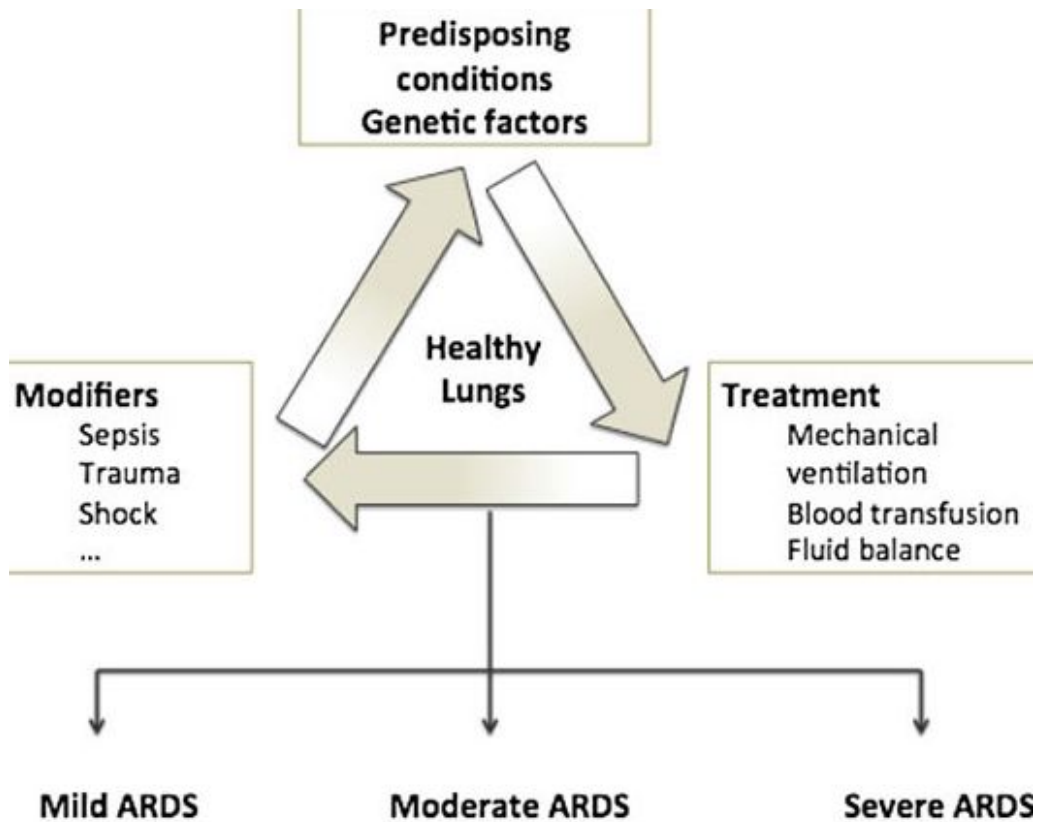 Predisposing
conditions
Genetic factors
Healthy
Lungs
Modifiers
Sepsis
Trauma
Shock
...
Treatment
Mechanical
ventilation
Blood transfusion
Fluid balance
Mild ARDS
Moderate ARDS
Severe ARDS